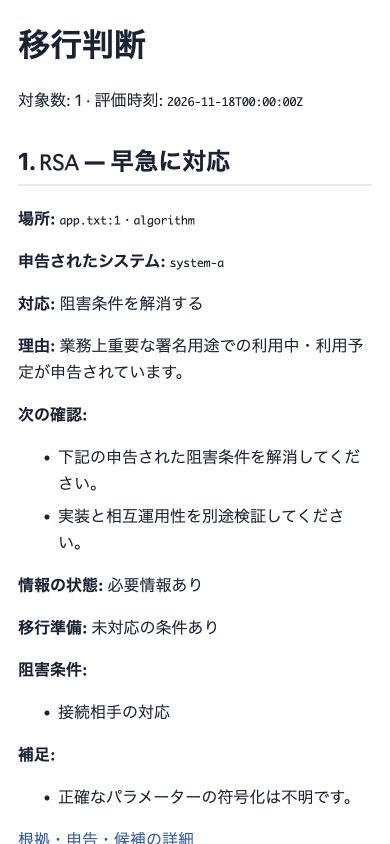 移行判断
対象数: 1 · 評価時刻: 2026-11-18T00:00:00Z
1. RSA — 早急に対応
場所: app.txt:1 · algorithm
申告されたシステム: system-a
対応: 阻害条件を解消する
理由: 業務上重要な署名用途での利用中・利用予
定が申告されています。
次の確認:
• 下記の申告された阻害条件を解消してくだ
さい。
• 実装と相互運用性を別途検証してくださ
い。
情報の状態: 必要情報あり
移行準備: 未対応の条件あり
阻害条件:
• 接続相手の対応
補足:
• 正確なパラメーターの符号化は不明です。
根拠・申告・候補の詳細